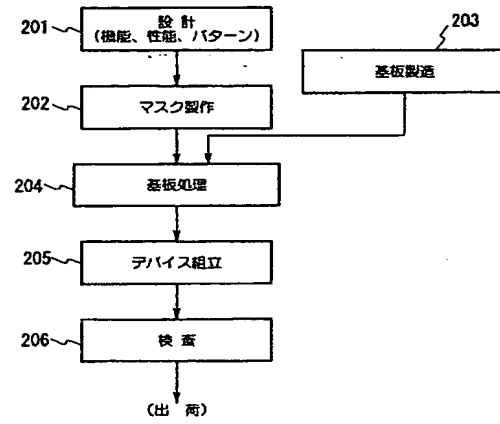 201
設 計
(機能、性能、パターン)
203
基板製造
202
マスク製作
204
基板処理
205
デバイス組立
206
検 査
(出 荷)